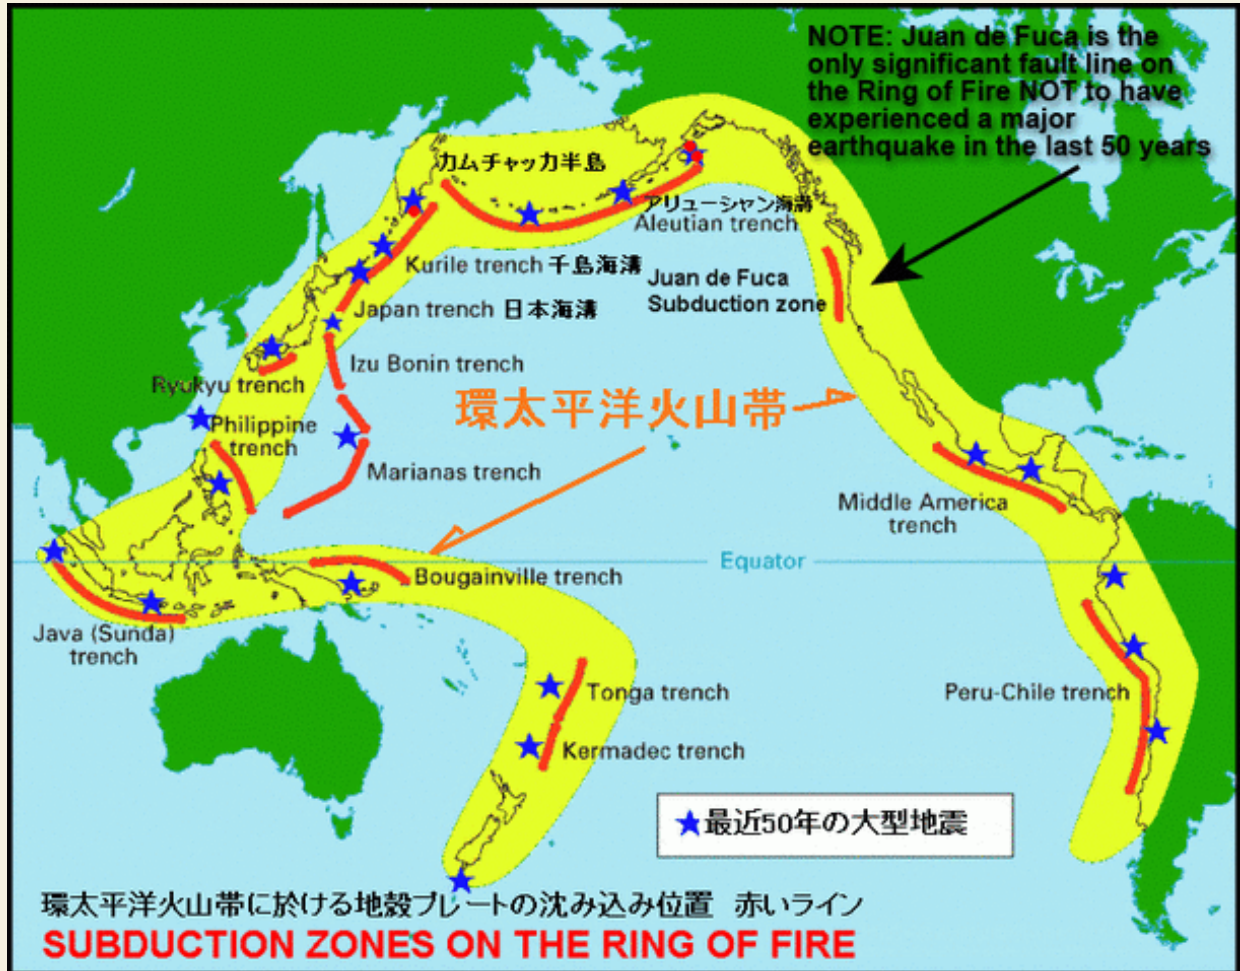 NOTE: Juan de Fuca is the
only significant fault line on
the Ring of Fire NOT to have
experienced a major
earthquake in the last 50 years
カムチャッカ半島
アリューシャン海溝
Aleutian trench
Kurile trench 千島海溝
Juan de Fuca
Subduction zone
Japan trench 日本海溝
Izu Bonin trench
Ryukyu trench
環太平洋火山帯
Philippine
trench
Marianas trench
Middle America
trench
Equator
Bougainville trench
Java (Sunda)
trench
Tonga trench
Peru-Chile trench
Kermadec trench
最近50年の大型地震
環太平洋火山帯に於ける地殻プレートの沈み込み位置 赤いライン
SUBDUCTION ZONES ON THE RING OF FIRE